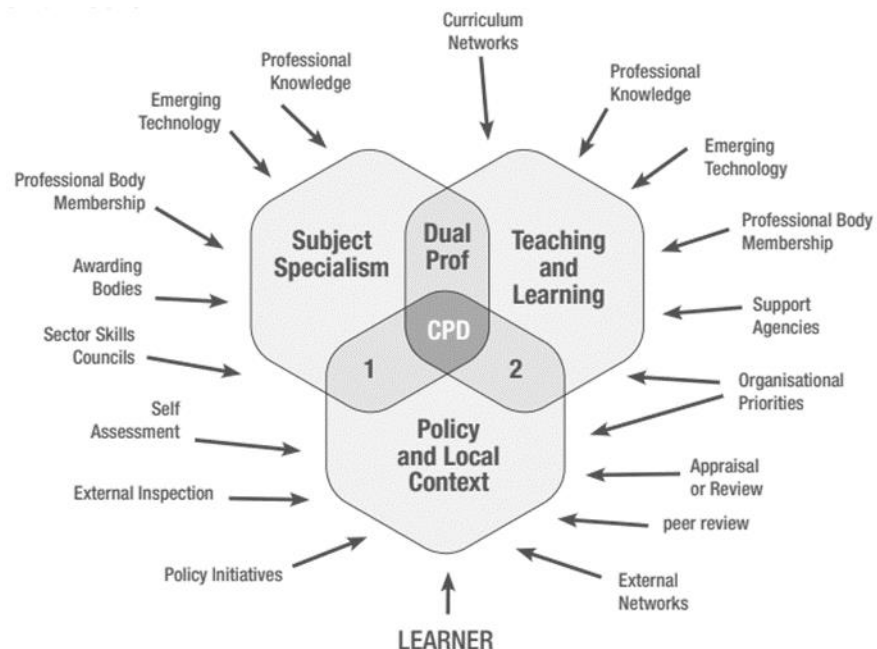 Curriculum
Networks
Professional
Knowledge
Professional
Knowledge
Emerging
Technology
Emerging
Technology
Professional Body
Membership
Professional Body
Membership
Subject
Specialism
Dual
Prof
Teaching
and
Learning
Awarding
Bodies
Support
Agencies
CPD
Sector Skills
Councils
1
2
Organisational
Priorities
Self
Assessment
Policy
and Local
Context
Appraisal
or Review
External Inspection
peer review
Policy Initiatives
External
Networks
LEARNER